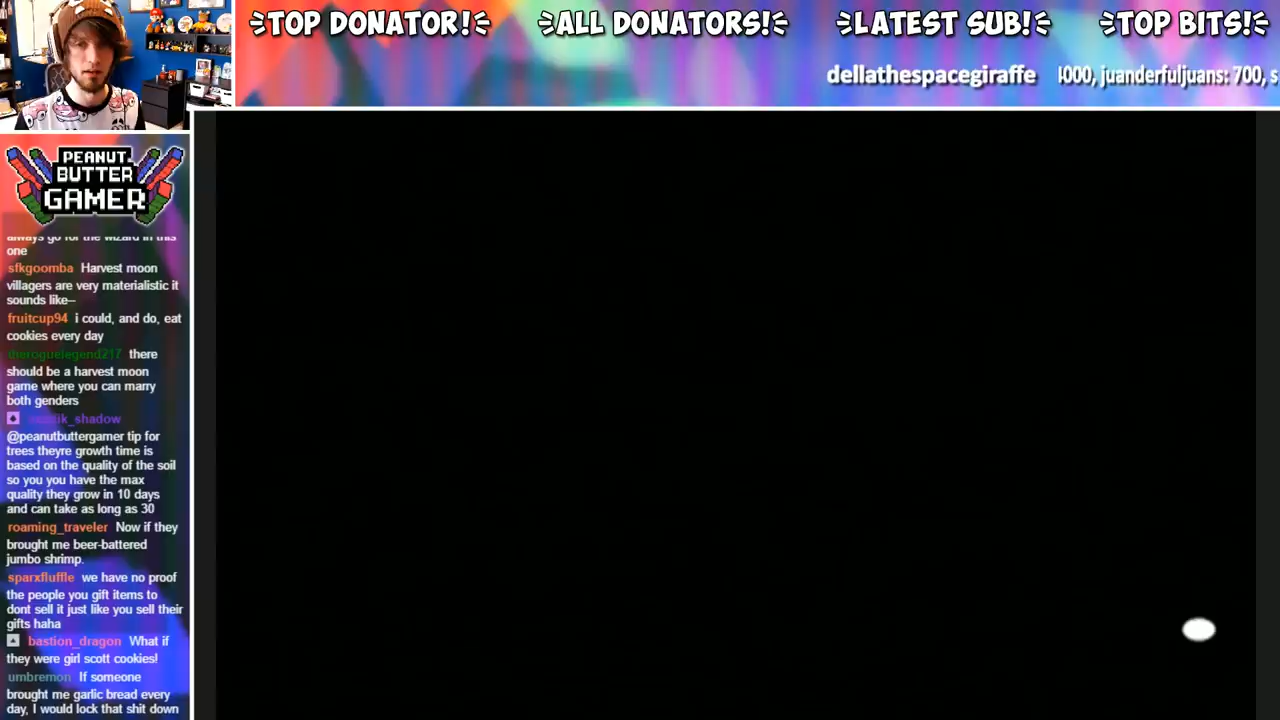 TOP DONATOR!
ALL DONATORS!
LATEST SUB!
TOP BITS!
dellathespacegiraffe
000, juanderfuljuans: 700, s
PEANUT
BUTTER
GAMER
always go for the wizard in this
one
sfkgoomba Harvest moon
villagers are very materialistic it
sounds like--
fruitcup94 i could, and do, eat
cookies every day
theroguelegend217 there
should be a harvest moon
game where you can marry
both genders
@peanutbuttergamer tip for
trees theyre growth time is
based on the quality of the soil
so you you have the max
quality they grow in 10 days
and can take as long as 30
roaming_traveler Now if they
brought me beer-battered
jumbo shrimp.
sparxfluffle we have no proof
the people you gift items to
dont sell it just like you sell their
gifts haha
bastion_dragon What if
they were girl scott cookies!
umbremon If someone
brought me garlic bread every
day, I would lock that shit down